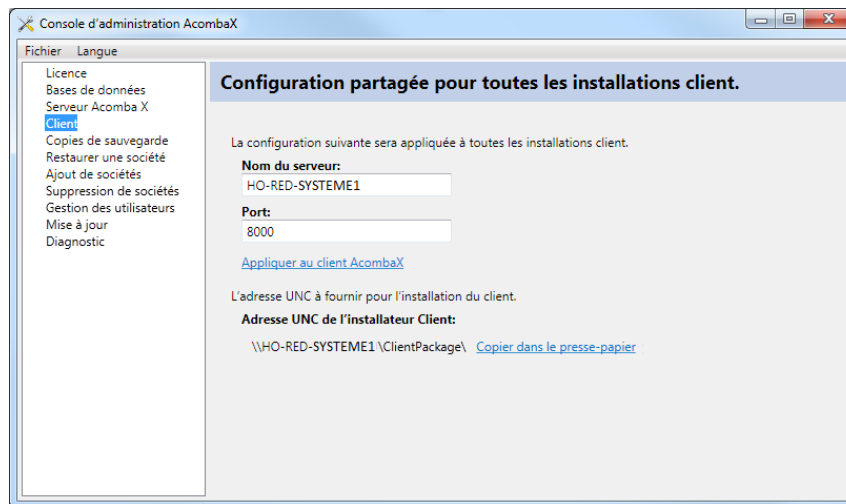 Console d'administration AcombaX
Fichier Langue
Licence
Bases de données
Serveur Acomba X
Client
Copies de sauvegarde
Restaurer une société
Ajout de sociétés
Suppression de sociétés
Gestion des utilisateurs
Mise à jour
Diagnostic
Configuration partagée pour toutes les installations client.
La configuration suivante sera appliquée à toutes les installations client.
Nom du serveur:
HO-RED-SYSTEME1
Port:
8000
Appliquer au client AcombaX
L'adresse UNC à fournir pour l'installation du client.
Adresse UNC de l'installateur Client:
\\HO-RED-SYSTEME1\ClientPackage\ Copier dans le presse-papier